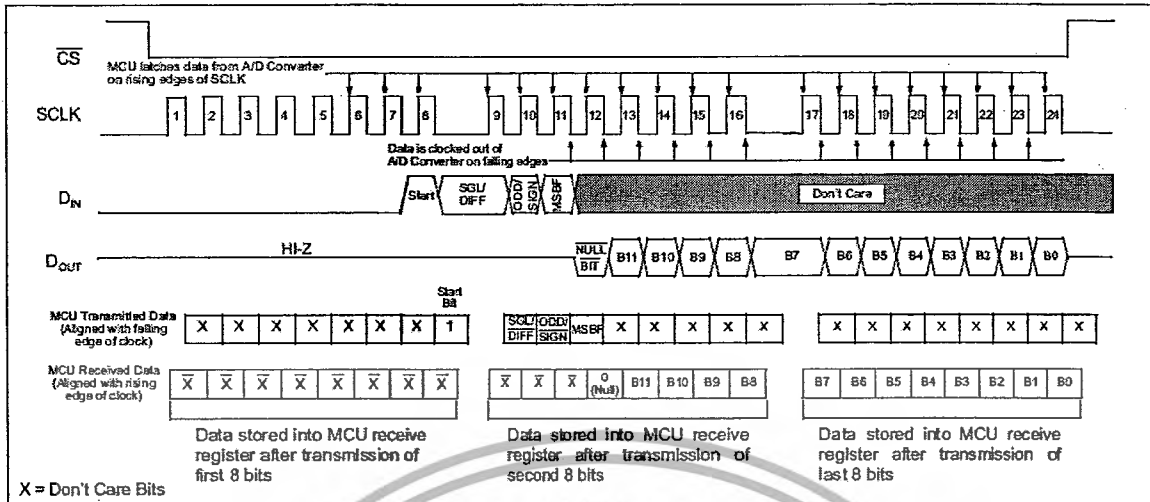 CS
MCU latches data from A/D Converter
on rising edges of SCLK
SCLK
1 2 3 4 5 6 7 8 9 10 11 12 13 14 15 16 17 18 19 20 21 22 23 24
Data is clocked out of
A/D Converter on falling edges
DIN
Start SGL/DIFF ODD/SIGN MSBF Don't Care
HI-Z
DOUT
NULL BIT B11 B10 B9 B8 B7 B6 B5 B4 B3 B2 B1 B0
Start
Bit
MCU Transmitted Data
(Aligned with falling
edge of clock)
X X X X X X X 1 SGL/DIFF ODD/SIGN MSBF X X X X X X X X X X X X X
MCU Received Data
(Aligned with rising
edge of clock)
X X X X X X X X X X X 0 (Null) B11 B10 B9 B8 B7 B6 B5 B4 B3 B2 B1 B0
Data stored into MCU receive
register after transmission of
first 8 bits
Data stored into MCU receive
register after transmission of
second 8 bits
Data stored into MCU receive
register after transmission of
last 8 bits
X = Don't Care Bits